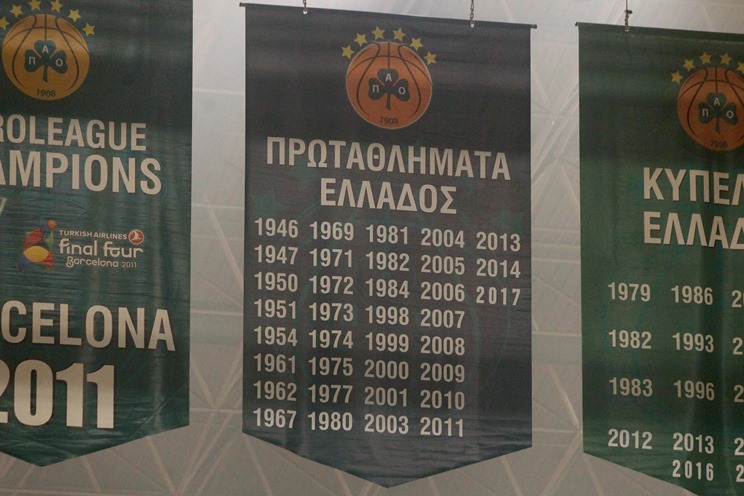 ROLEAGUE
AMPIONS
TURKISH AIRLINES
final four
barcelona 2011
CELONA
2011
Π Α Ο
1908
Π Α Ο
1908
ΠΡΩΤΑΘΛΗΜΑΤΑ
ΕΛΛΑΔΟΣ
1946 1969 1981 2004 2013
1947 1971 1982 2005 2014
1950 1972 1984 2006 2017
1951 1973 1998 2007
1954 1974 1999 2008
1961 1975 2000 2009
1962 1977 2001 2010
1967 1980 2003 2011
Π Α Ο
1908
ΚΥΠΕΛ
ΕΛΛΑΔ
1979 1986
1982 1993
1983 1996
2012 2013
2016